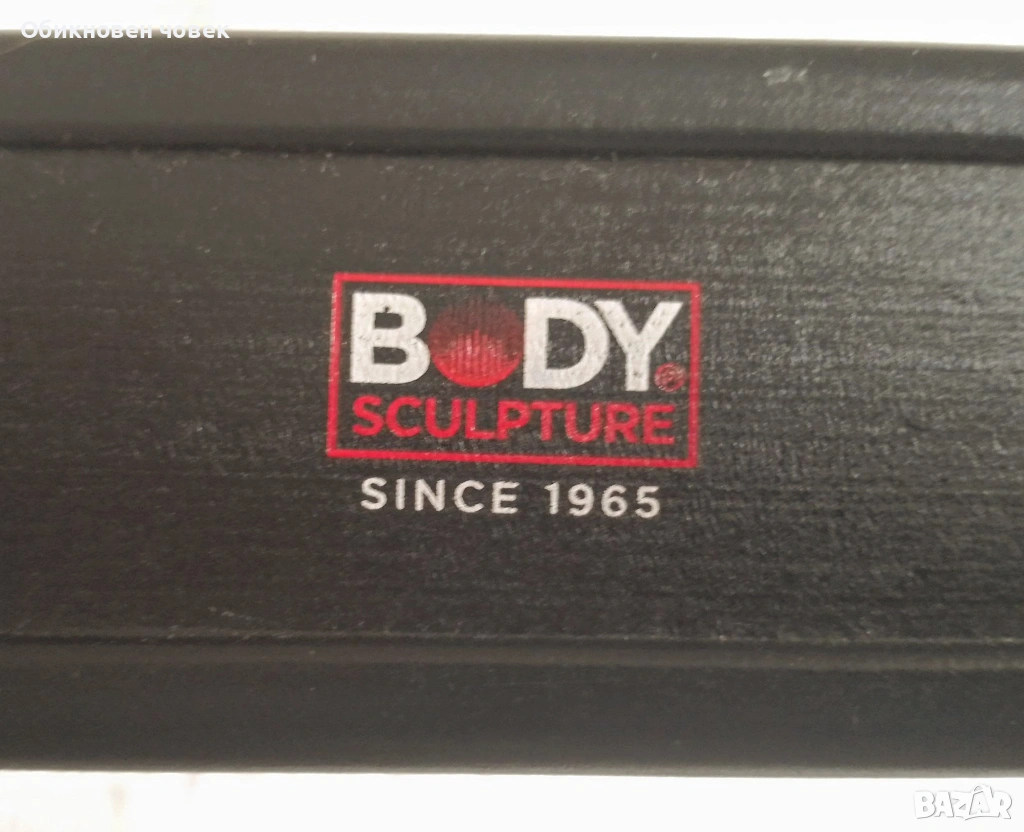 Обикновен човек
BODY®
SCULPTURE
SINCE 1965
BAZAR